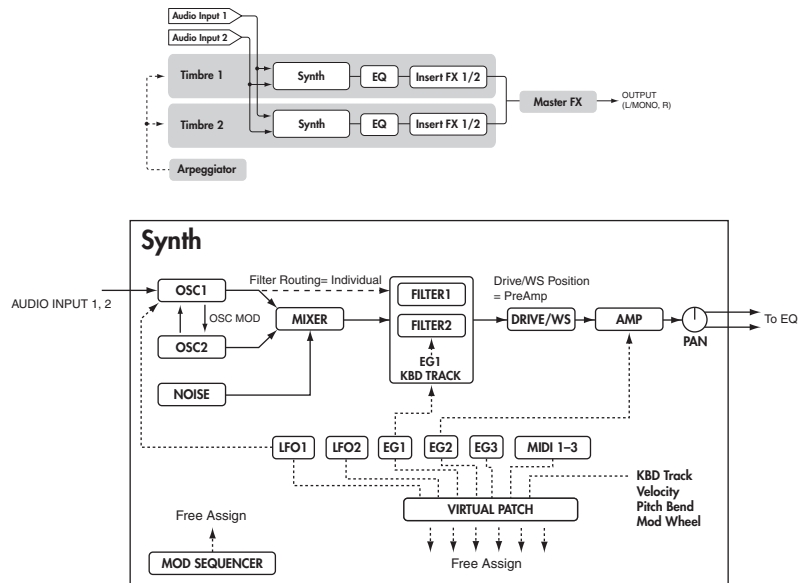 Audio Input 1
Audio Input 2
Timbre 1
Synth
EQ
Insert FX 1/2
Master FX
OUTPUT
(L/MONO, R)
Timbre 2
Synth
EQ
Insert FX 1/2
Arpeggiator
Synth
AUDIO INPUT 1, 2
OSC1
Filter Routing= Individual
OSC MOD
OSC2
MIXER
NOISE
FILTER1
FILTER2
EG1
KBD TRACK
Drive/WS Position
= PreAmp
DRIVE/WS
AMP
PAN
To EQ
LFO1
LFO2
EG1
EG2
EG3
MIDI 1–3
KBD Track
Velocity
Pitch Bend
Mod Wheel
VIRTUAL PATCH
Free Assign
Free Assign
MOD SEQUENCER